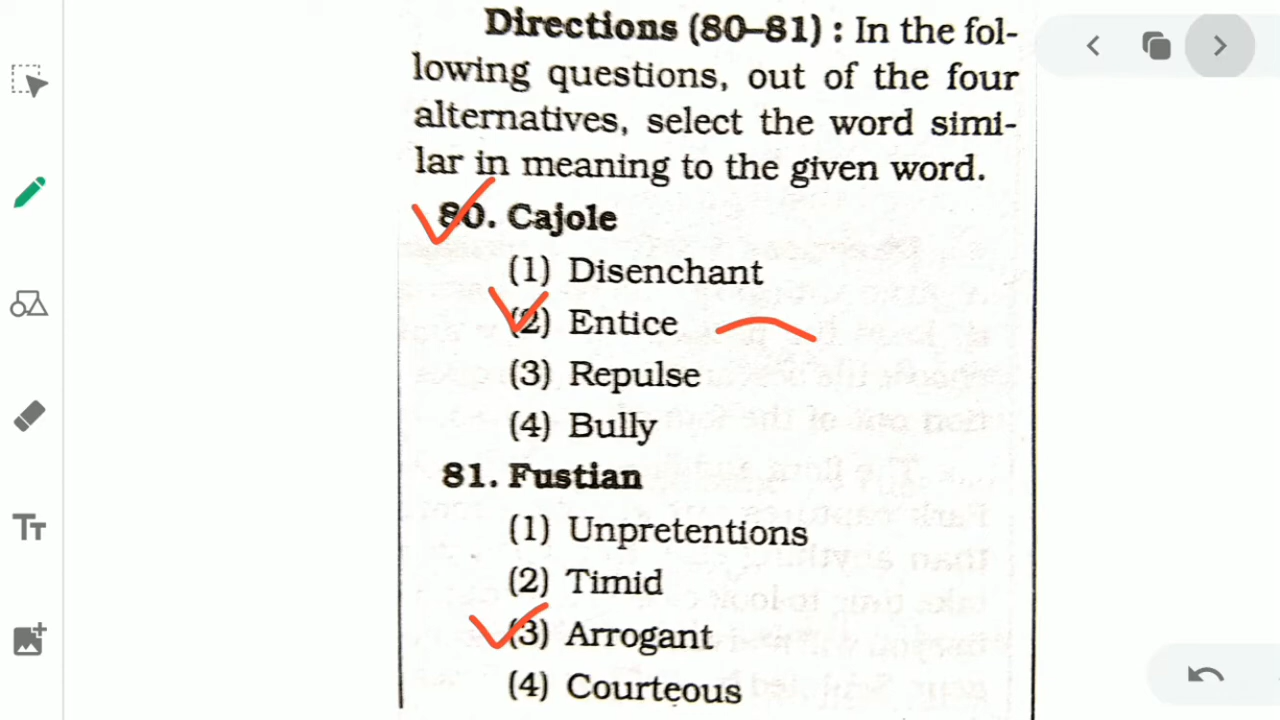 Directions (80–81) : In the fol-
lowing questions, out of the four
alternatives, select the word simi-
lar in meaning to the given word.
80. Cajole
(1) Disenchant
(2) Entice
(3) Repulse
(4) Bully
81. Fustian
(1) Unpretentions
(2) Timid
(3) Arrogant
(4) Courteous